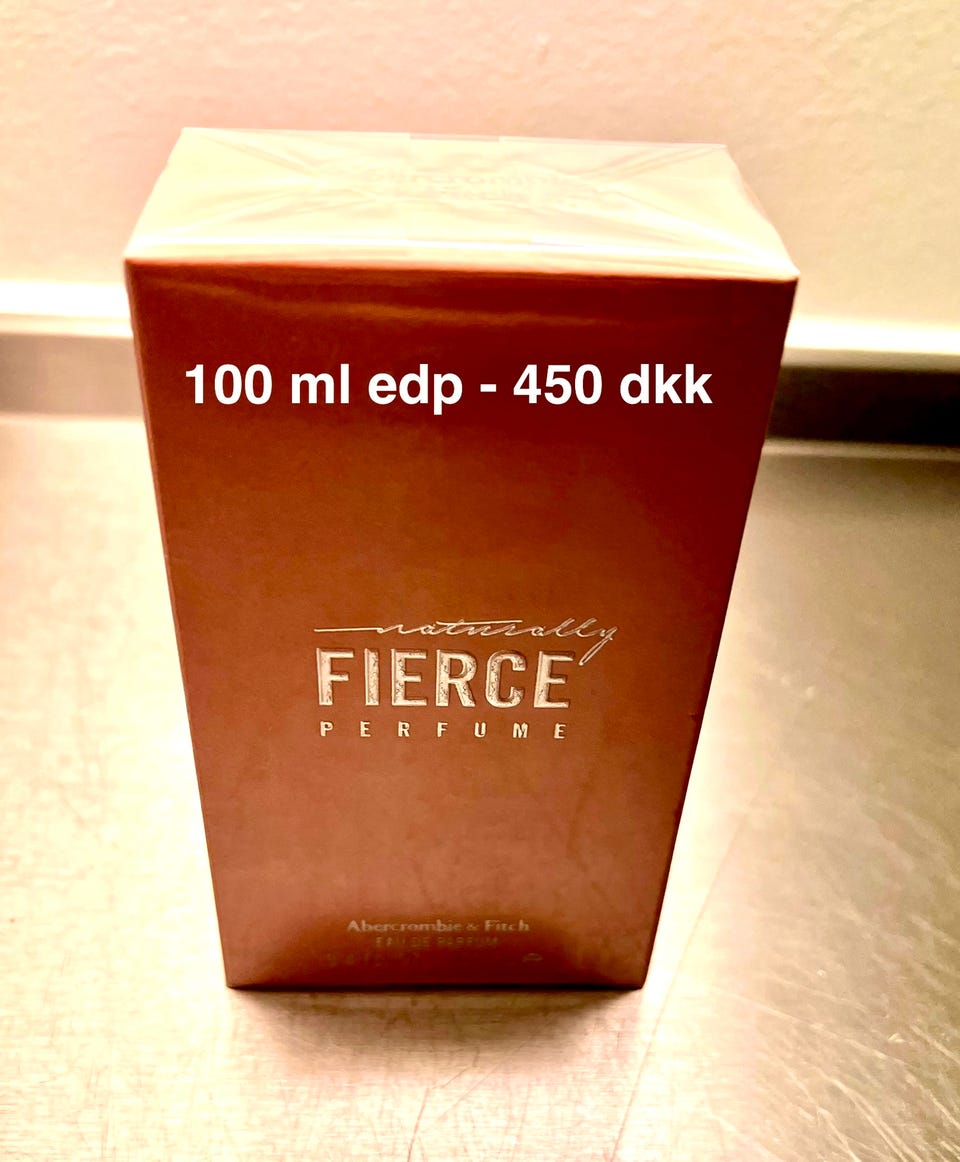 100 ml edp - 450 dkk
naturally
FIERCE
PERFUME
Abercrombie & Fitch
EAU DE PARFUM